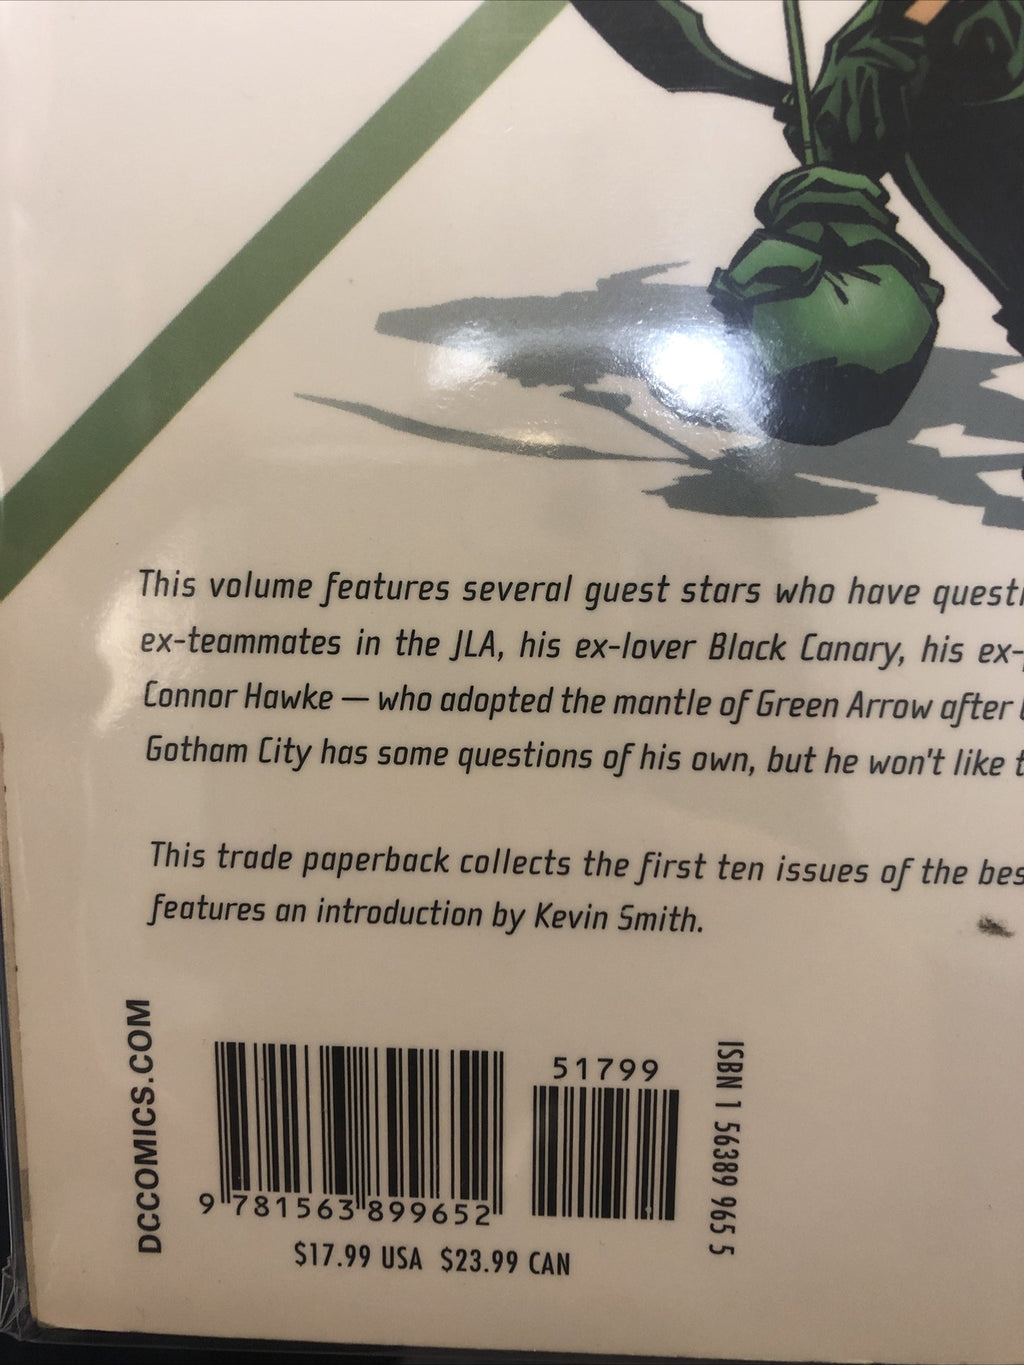 This volume features several guest stars who have
ex-teammates in the JLA, his ex-lover Black Canary, his
Connor Hawke — who adopted the mantle of Green Arrow after
Gotham City has some questions of his own, but he won't like
This trade paperback collects the first ten issues of the
features an introduction by Kevin Smith.
DCCOMICS.COM
51799
9 781563 899652
ISBN 1 56389 965 5
$17.99 USA $23.99 CAN